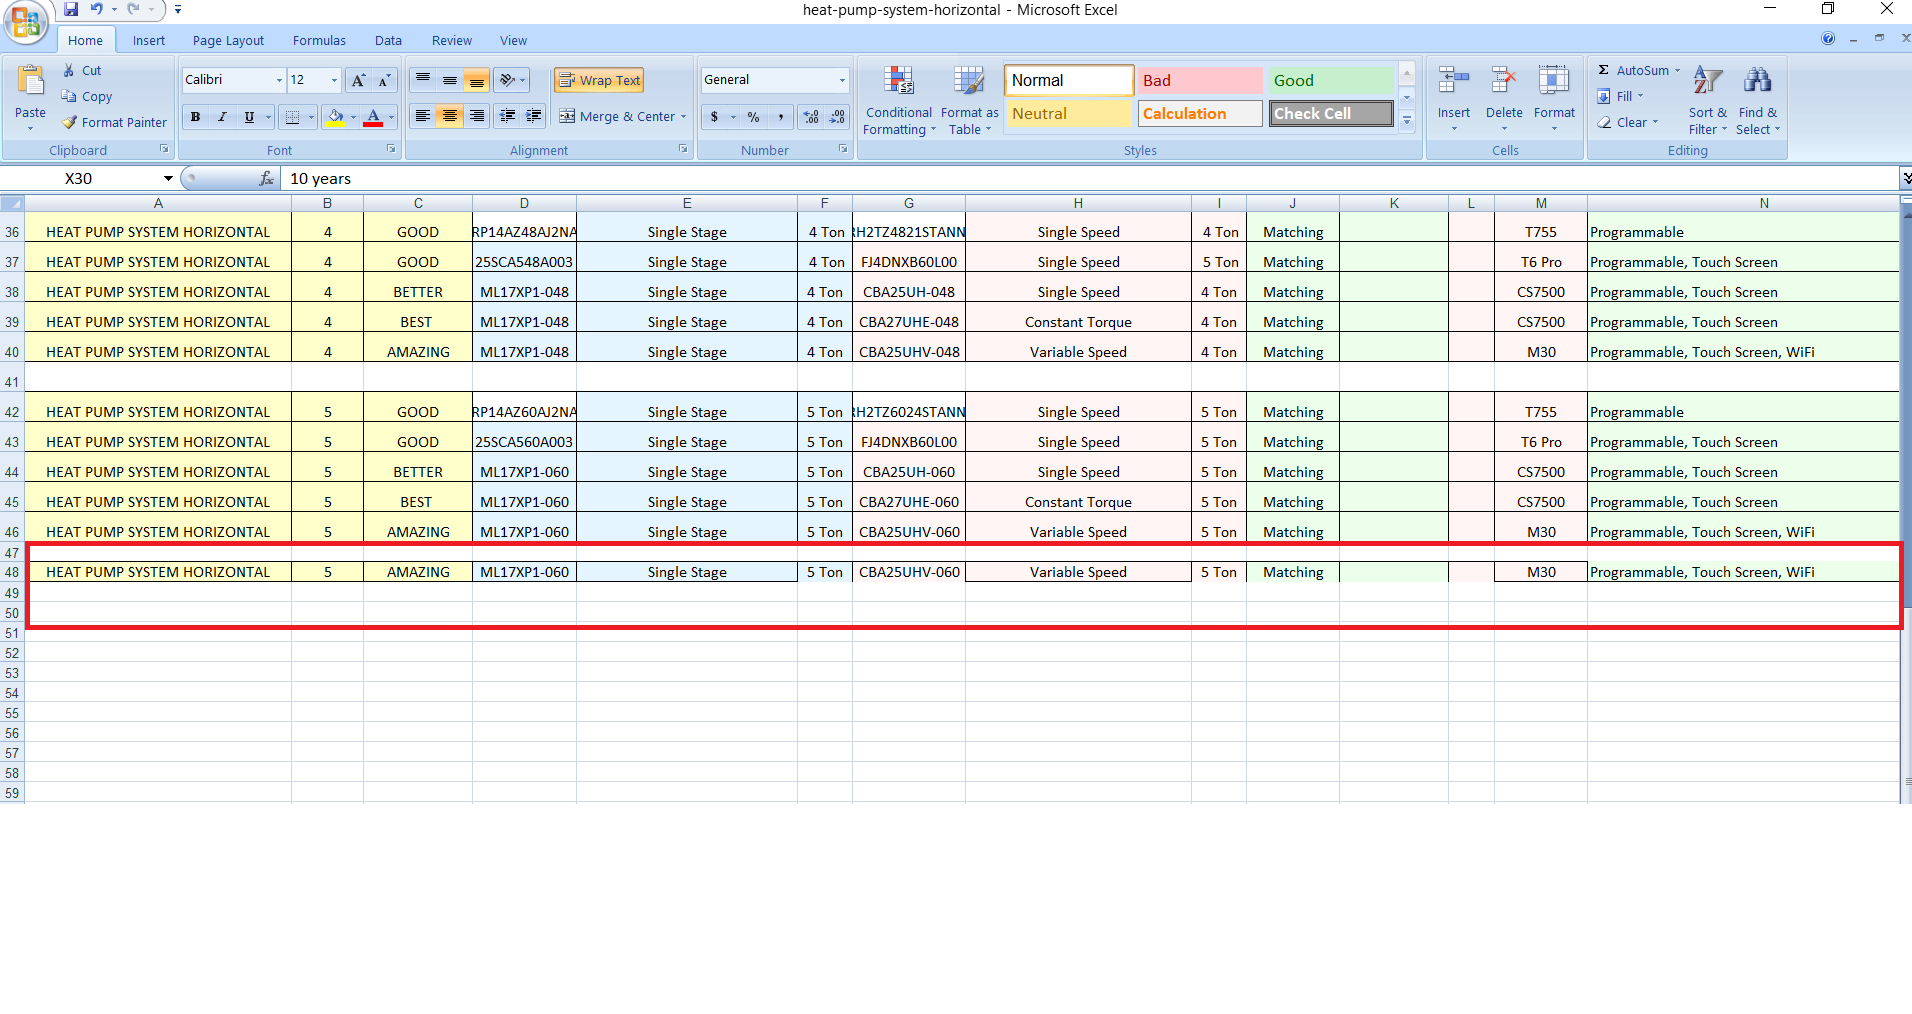 heat-pump-system-horizontal - Microsoft Excel
Home Insert Page Layout Formulas Data Review View
Paste Cut Copy Format Painter Clipboard
Calibri 12 A A B I U A Font
Wrap Text Merge & Center Alignment
General $ % , .00 .00 Number
Conditional Formatting Format as Table Normal Bad Good Neutral Calculation Check Cell Styles
Insert Delete Format Cells
Σ AutoSum Fill Clear Sort & Filter Find & Select Editing
X30 fx 10 years
A B C D E F G H I J K L M N
36 HEAT PUMP SYSTEM HORIZONTAL 4 GOOD RP14AZ48AJ2NA Single Stage 4 Ton RH2TZ4821STANN Single Speed 4 Ton Matching T755 Programmable
37 HEAT PUMP SYSTEM HORIZONTAL 4 GOOD 25SCA548A003 Single Stage 4 Ton FJ4DNXB60L00 Single Speed 5 Ton Matching T6 Pro Programmable, Touch Screen
38 HEAT PUMP SYSTEM HORIZONTAL 4 BETTER ML17XP1-048 Single Stage 4 Ton CBA25UH-048 Single Speed 4 Ton Matching CS7500 Programmable, Touch Screen
39 HEAT PUMP SYSTEM HORIZONTAL 4 BEST ML17XP1-048 Single Stage 4 Ton CBA27UHE-048 Constant Torque 4 Ton Matching CS7500 Programmable, Touch Screen
40 HEAT PUMP SYSTEM HORIZONTAL 4 AMAZING ML17XP1-048 Single Stage 4 Ton CBA25UHV-048 Variable Speed 4 Ton Matching M30 Programmable, Touch Screen, WiFi
41
42 HEAT PUMP SYSTEM HORIZONTAL 5 GOOD RP14AZ60AJ2NA Single Stage 5 Ton RH2TZ6024STANN Single Speed 5 Ton Matching T755 Programmable
43 HEAT PUMP SYSTEM HORIZONTAL 5 GOOD 25SCA560A003 Single Stage 5 Ton FJ4DNXB60L00 Single Speed 5 Ton Matching T6 Pro Programmable, Touch Screen
44 HEAT PUMP SYSTEM HORIZONTAL 5 BETTER ML17XP1-060 Single Stage 5 Ton CBA25UH-060 Single Speed 5 Ton Matching CS7500 Programmable, Touch Screen
45 HEAT PUMP SYSTEM HORIZONTAL 5 BEST ML17XP1-060 Single Stage 5 Ton CBA27UHE-060 Constant Torque 5 Ton Matching CS7500 Programmable, Touch Screen
46 HEAT PUMP SYSTEM HORIZONTAL 5 AMAZING ML17XP1-060 Single Stage 5 Ton CBA25UHV-060 Variable Speed 5 Ton Matching M30 Programmable, Touch Screen, WiFi
47
48 HEAT PUMP SYSTEM HORIZONTAL 5 AMAZING ML17XP1-060 Single Stage 5 Ton CBA25UHV-060 Variable Speed 5 Ton Matching M30 Programmable, Touch Screen, WiFi
49
50
51
52
53
54
55
56
57
58
59